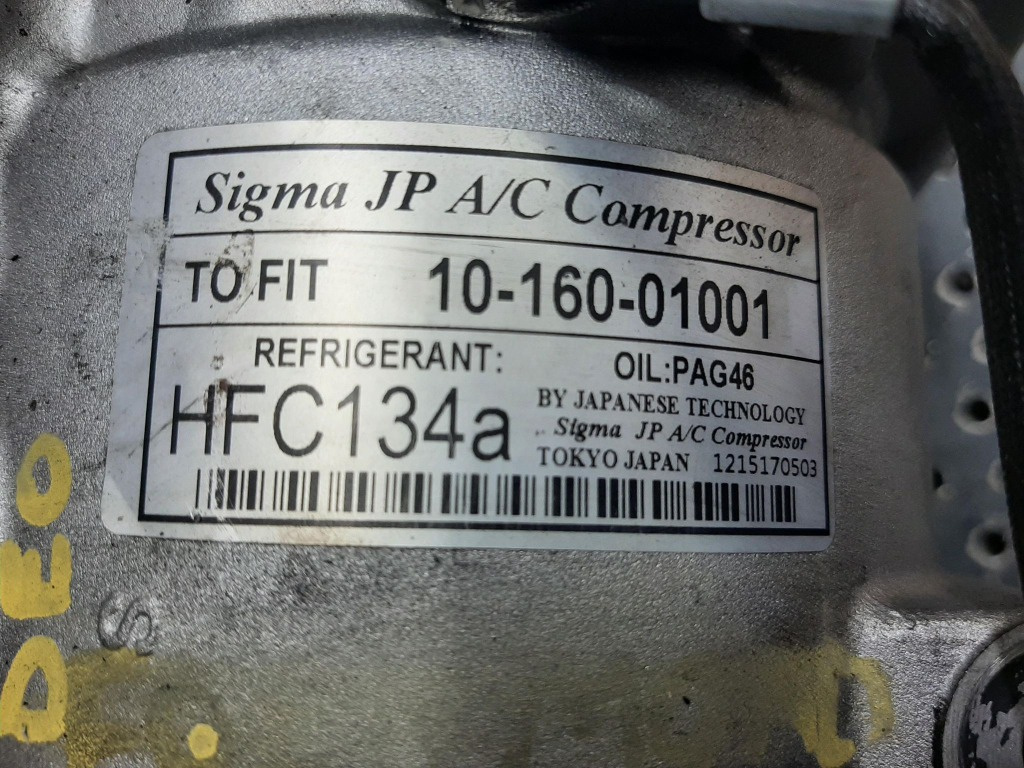 Sigma JP A/C Compressor
TO FIT 10-160-01001
REFRIGERANT: OIL:PAG46
HFC134a
BY JAPANESE TECHNOLOGY
Sigma JP A/C Compressor
TOKYO JAPAN 1215170503
DEO